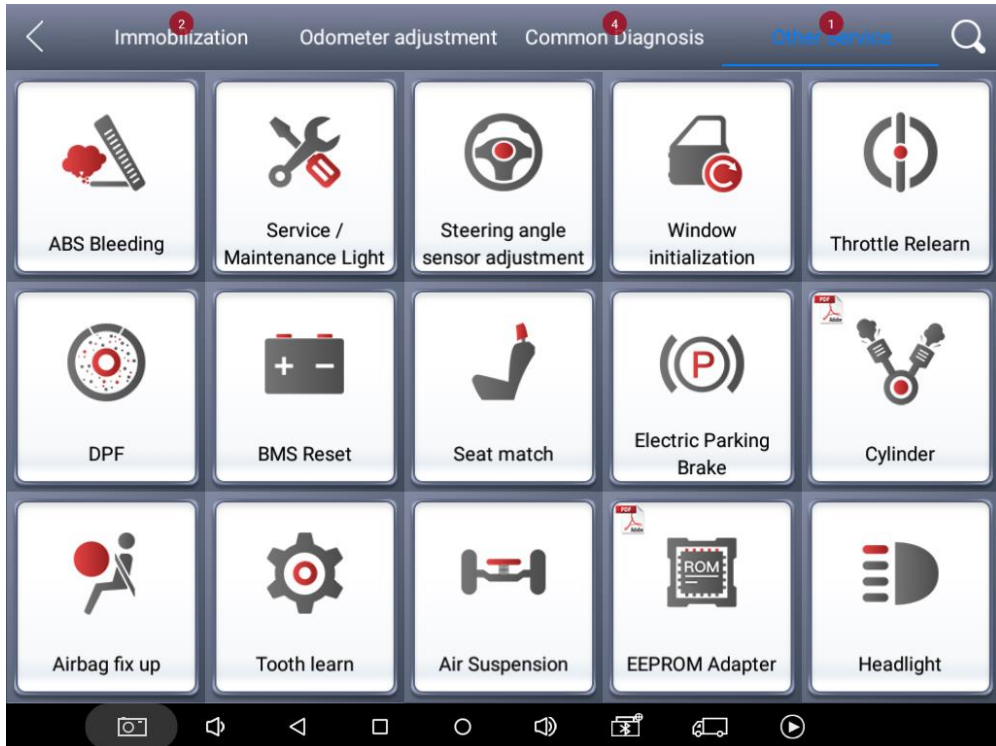 Immobilization
2
Odometer adjustment
Common Diagnosis
4
Other Service
1
ABS Bleeding
Service /
Maintenance Light
Steering angle
sensor adjustment
Window
initialization
Throttle Relearn
DPF
BMS Reset
Seat match
P
Electric Parking
Brake
PDF
Adobe
Cylinder
Airbag fix up
Tooth learn
Air Suspension
PDF
Adobe
ROM
EEPROM Adapter
Headlight